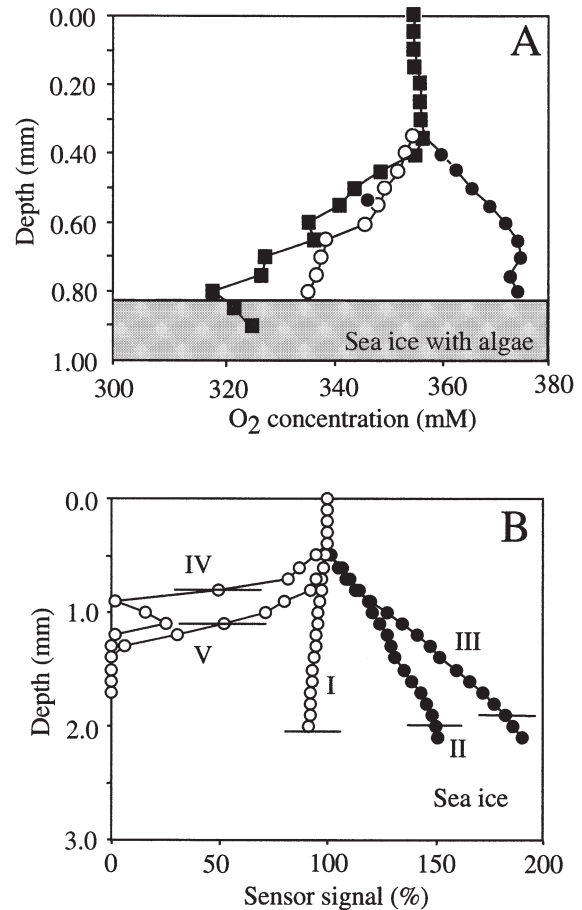 0.00
A
0.20
0.40
0.60
0.80
1.00
Depth (mm)
Sea ice with algae
300 320 340 360 380
O2 concentration (mM)
0.0
B
1.0
2.0
3.0
Depth (mm)
IV
V
I
II
III
Sea ice
0 50 100 150 200
Sensor signal (%)